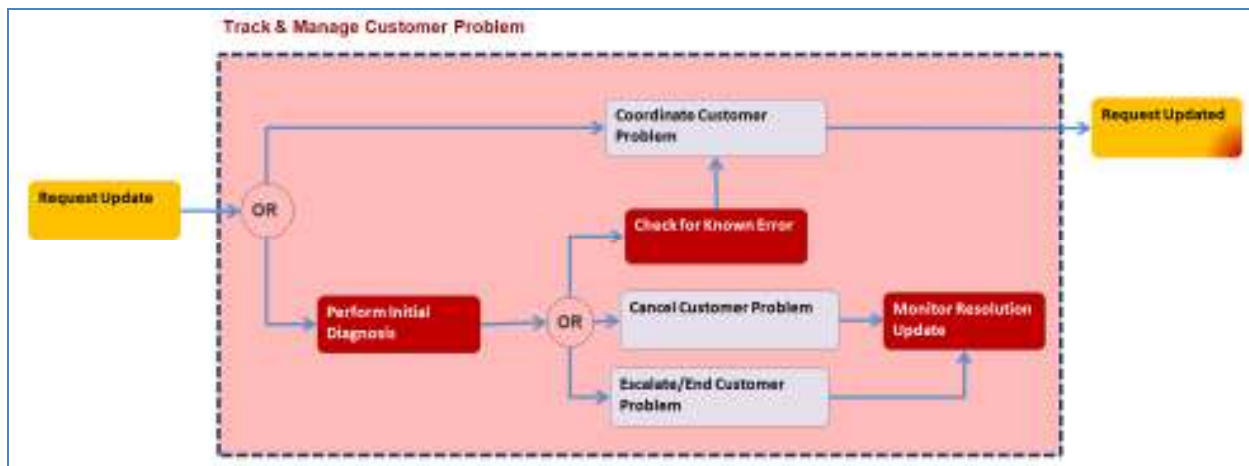 Track & Manage Customer Problem
Coordinate Customer
Problem
Request Updated
Request Update
OR
Check for Known Error
Perform Initial
Diagnosis
OR
Cancel Customer Problem
Monitor Resolution
Update
Escalate/End Customer
Problem